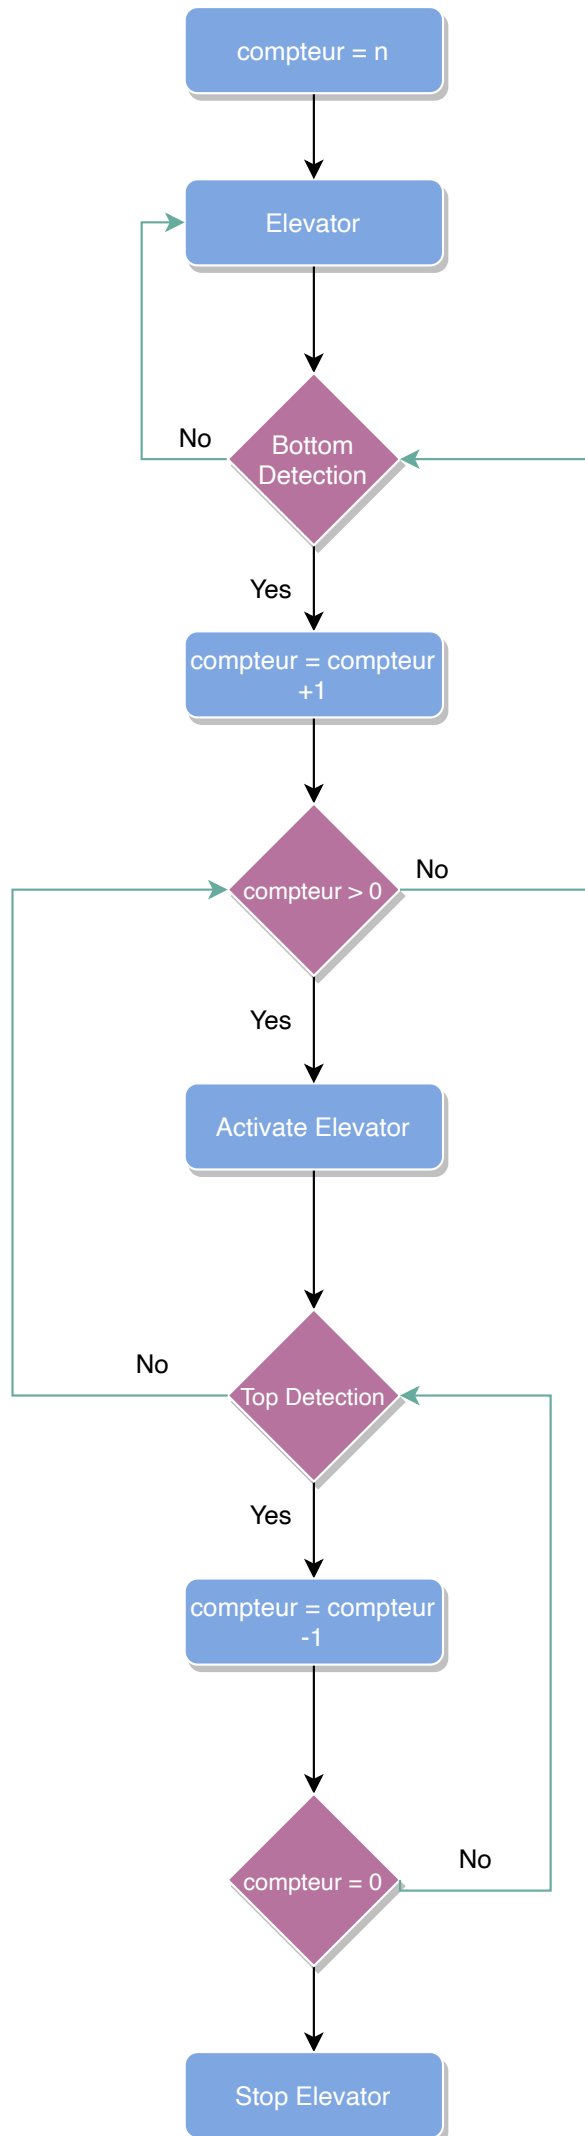 compteur = n
Elevator
No
Bottom
Detection
Yes
compteur = compteur
+1
compteur > 0
No
Yes
Activate Elevator
No
Top Detection
Yes
compteur = compteur
-1
compteur = 0
No
Stop Elevator